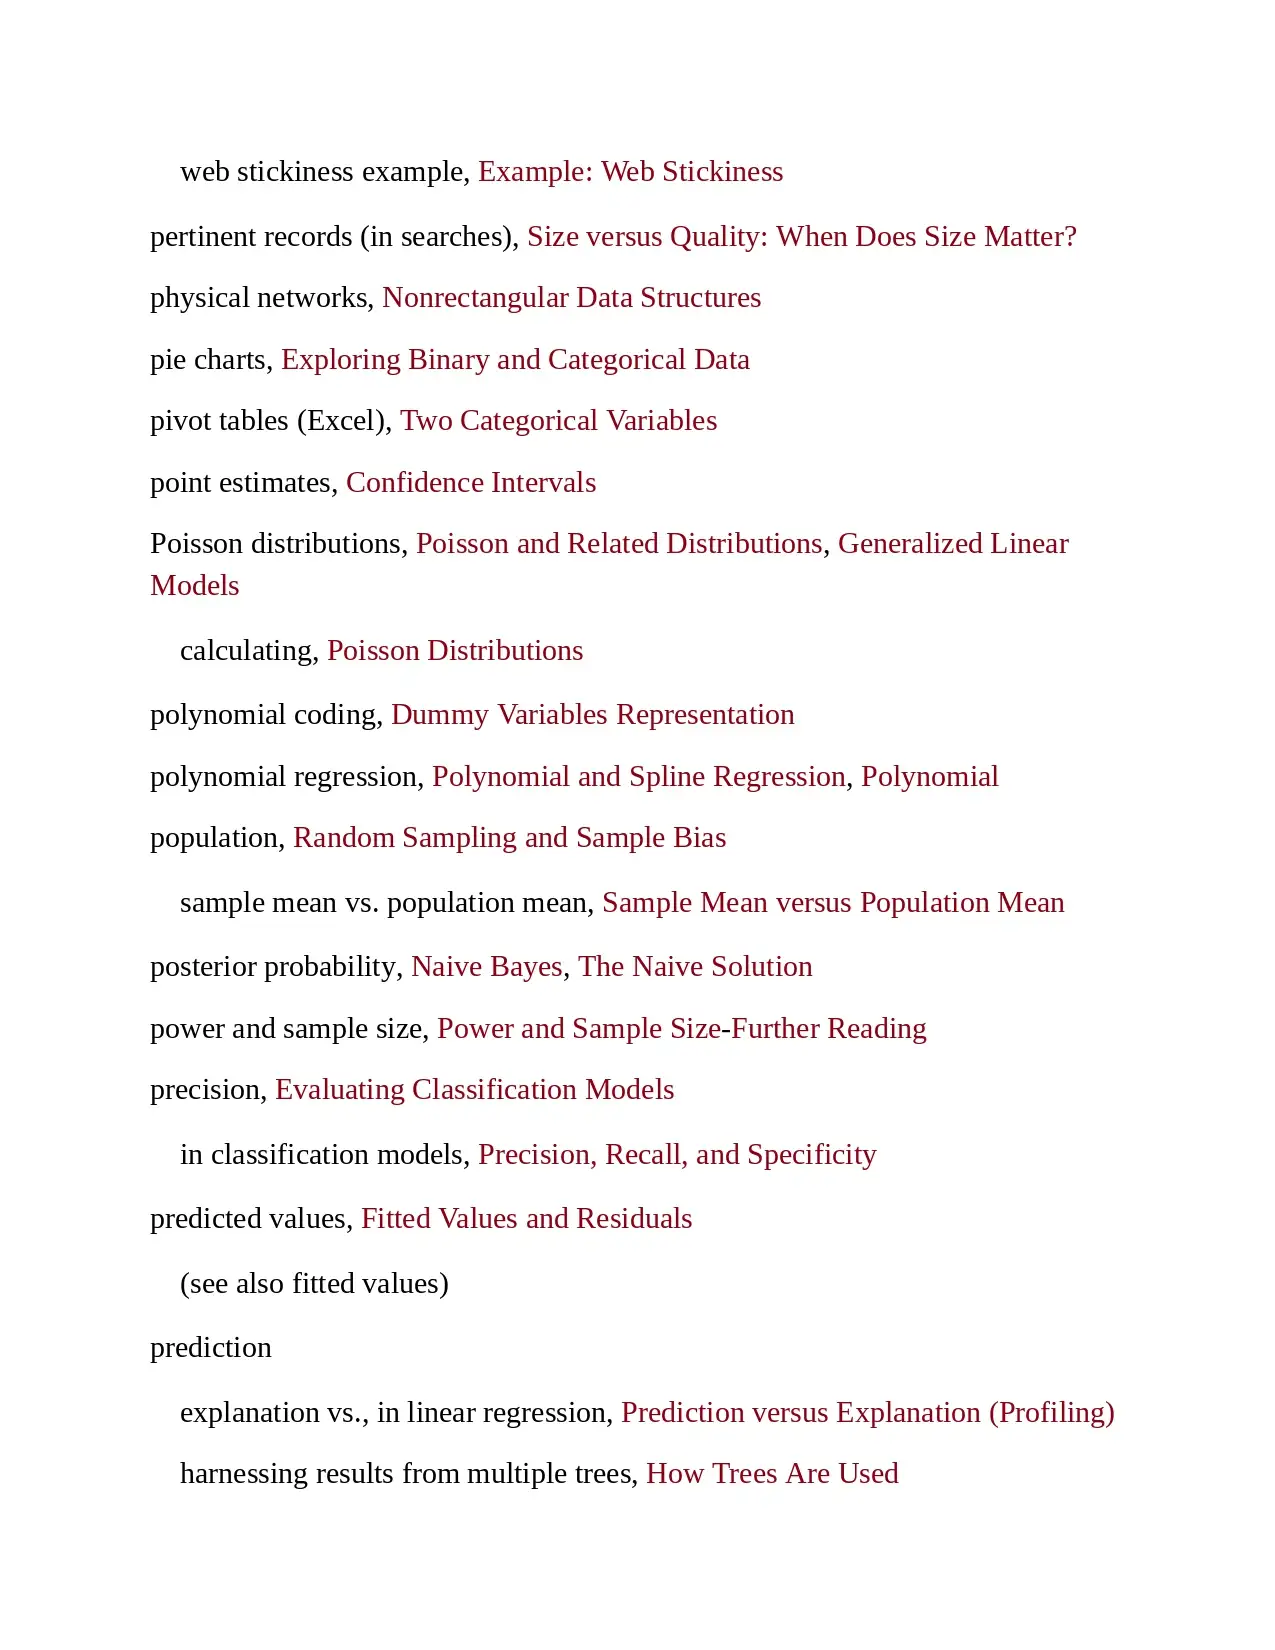 web stickiness example, Example: Web Stickiness
pertinent records (in searches), Size versus Quality: When Does Size Matter?
physical networks, Nonrectangular Data Structures
pie charts, Exploring Binary and Categorical Data
pivot tables (Excel), Two Categorical Variables
point estimates, Confidence Intervals
Poisson distributions, Poisson and Related Distributions, Generalized Linear
Models
calculating, Poisson Distributions
polynomial coding, Dummy Variables Representation
polynomial regression, Polynomial and Spline Regression, Polynomial
population, Random Sampling and Sample Bias
sample mean vs. population mean, Sample Mean versus Population Mean
posterior probability, Naive Bayes, The Naive Solution
power and sample size, Power and Sample Size-Further Reading
precision, Evaluating Classification Models
in classification models, Precision, Recall, and Specificity
predicted values, Fitted Values and Residuals
(see also fitted values)
prediction
explanation vs., in linear regression, Prediction versus Explanation (Profiling)
harnessing results from multiple trees, How Trees Are Used